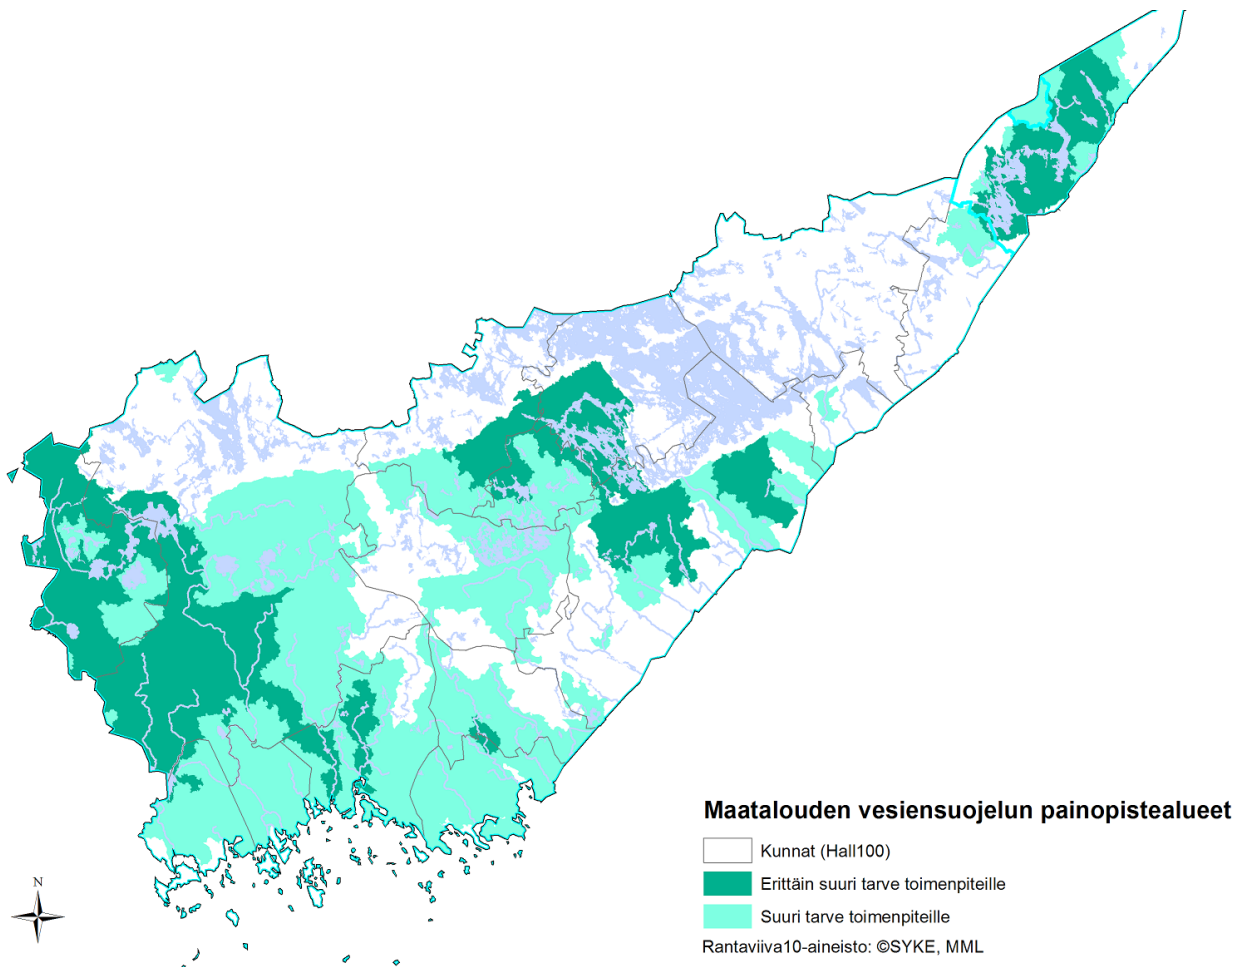 Maatalouden vesiensuojelun painopistealueet
Kunnat (Hall100)
Erittäin suuri tarve toimenpiteille
Suuri tarve toimenpiteille
Rantaviiva10-aineisto: ©SYKE, MML
N